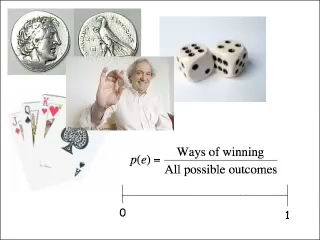 J
Q
K
p(e) = Ways of winning
All possible outcomes
0
1